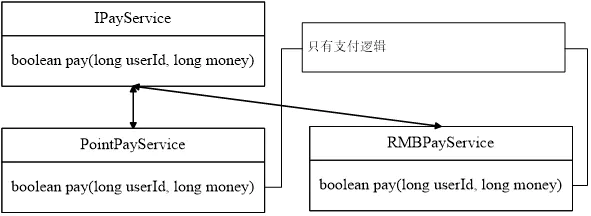 IPayService
boolean pay(long userId, long money)
只有支付逻辑
PointPayService
boolean pay(long userId, long money)
RMBPayService
boolean pay(long userId, long money)